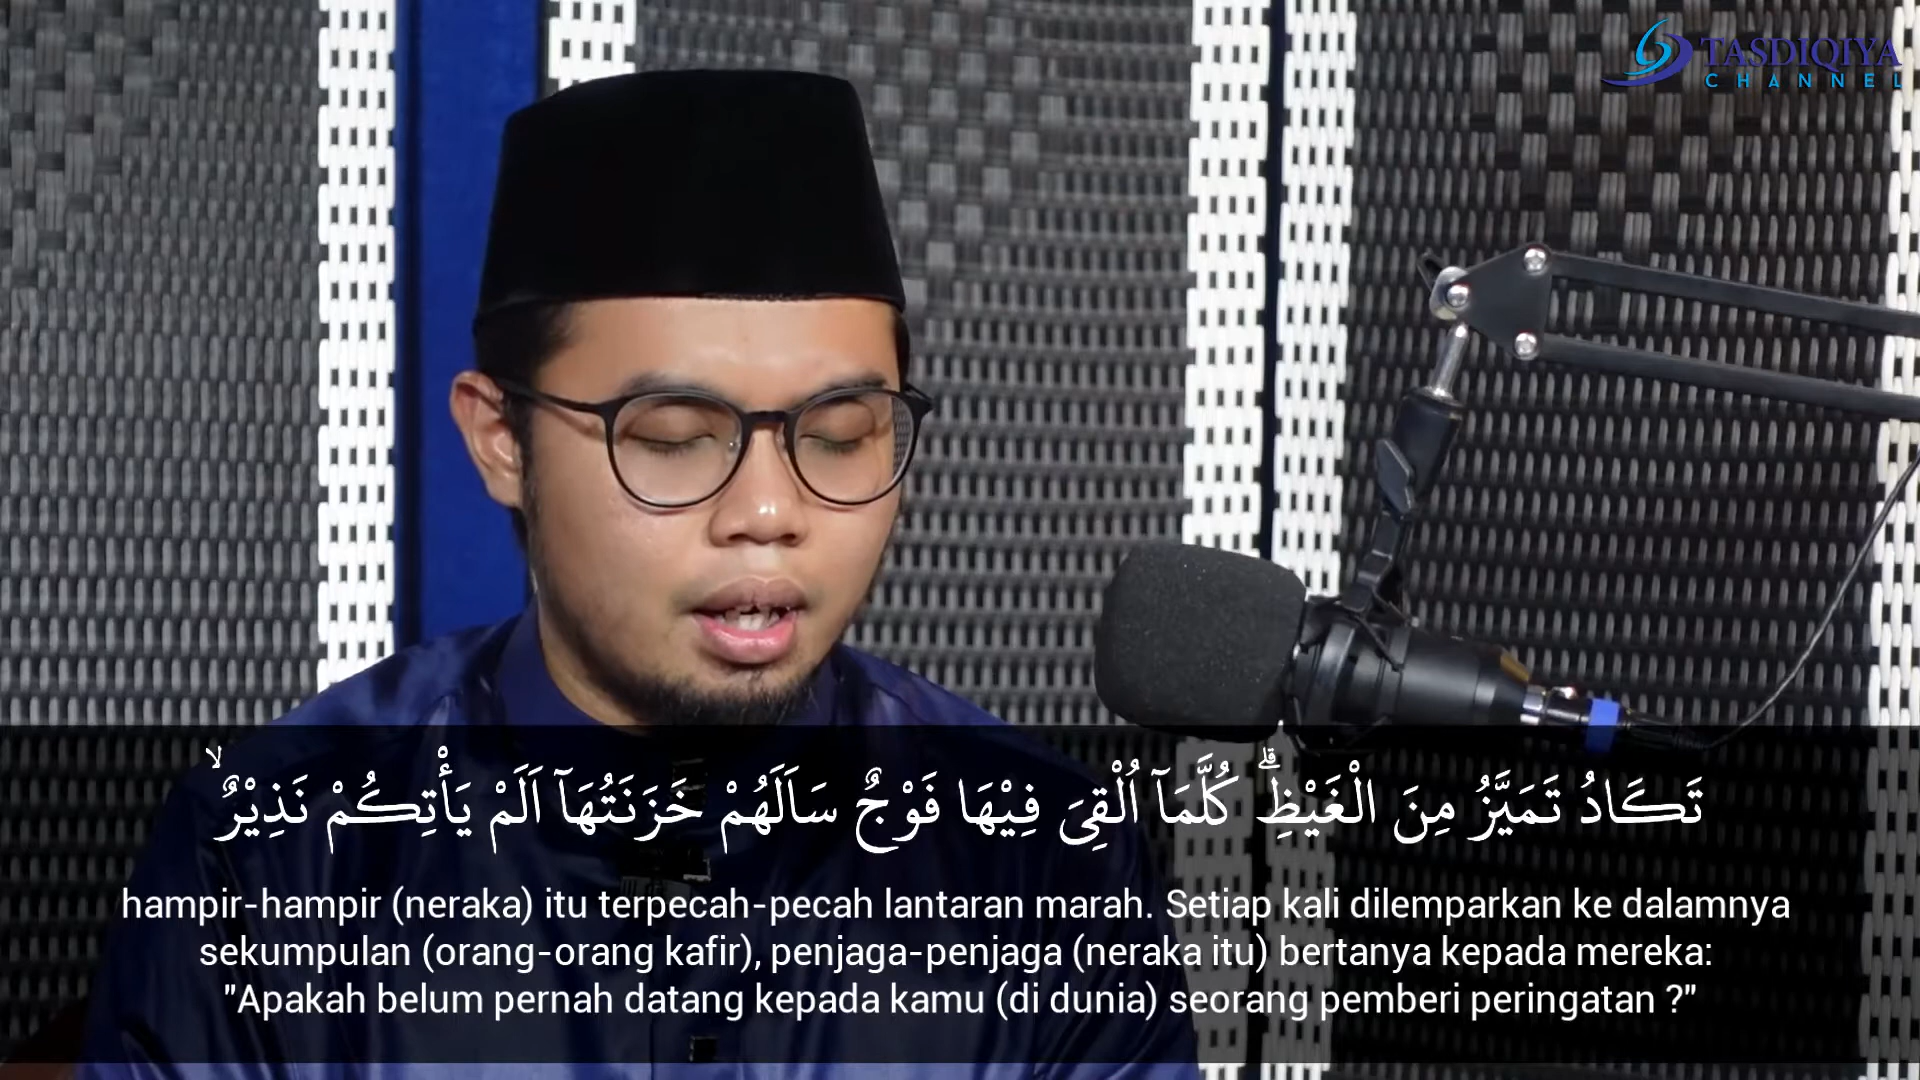 TASDIQIYA
CHANNEL
تَكَادُ تَمَيَّزُ مِنَ الْغَيْظِۗ كُلَّمَآ اُلْقِيَ فِيْهَا فَوْجٌ سَاَلَهُمْ خَزَنَتُهَآ اَلَمْ يَأْتِكُمْ نَذِيْرٌۙ
hampir-hampir (neraka) itu terpecah-pecah lantaran marah. Setiap kali dilemparkan ke dalamnya
sekumpulan (orang-orang kafir), penjaga-penjaga (neraka itu) bertanya kepada mereka:
"Apakah belum pernah datang kepada kamu (di dunia) seorang pemberi peringatan ?"